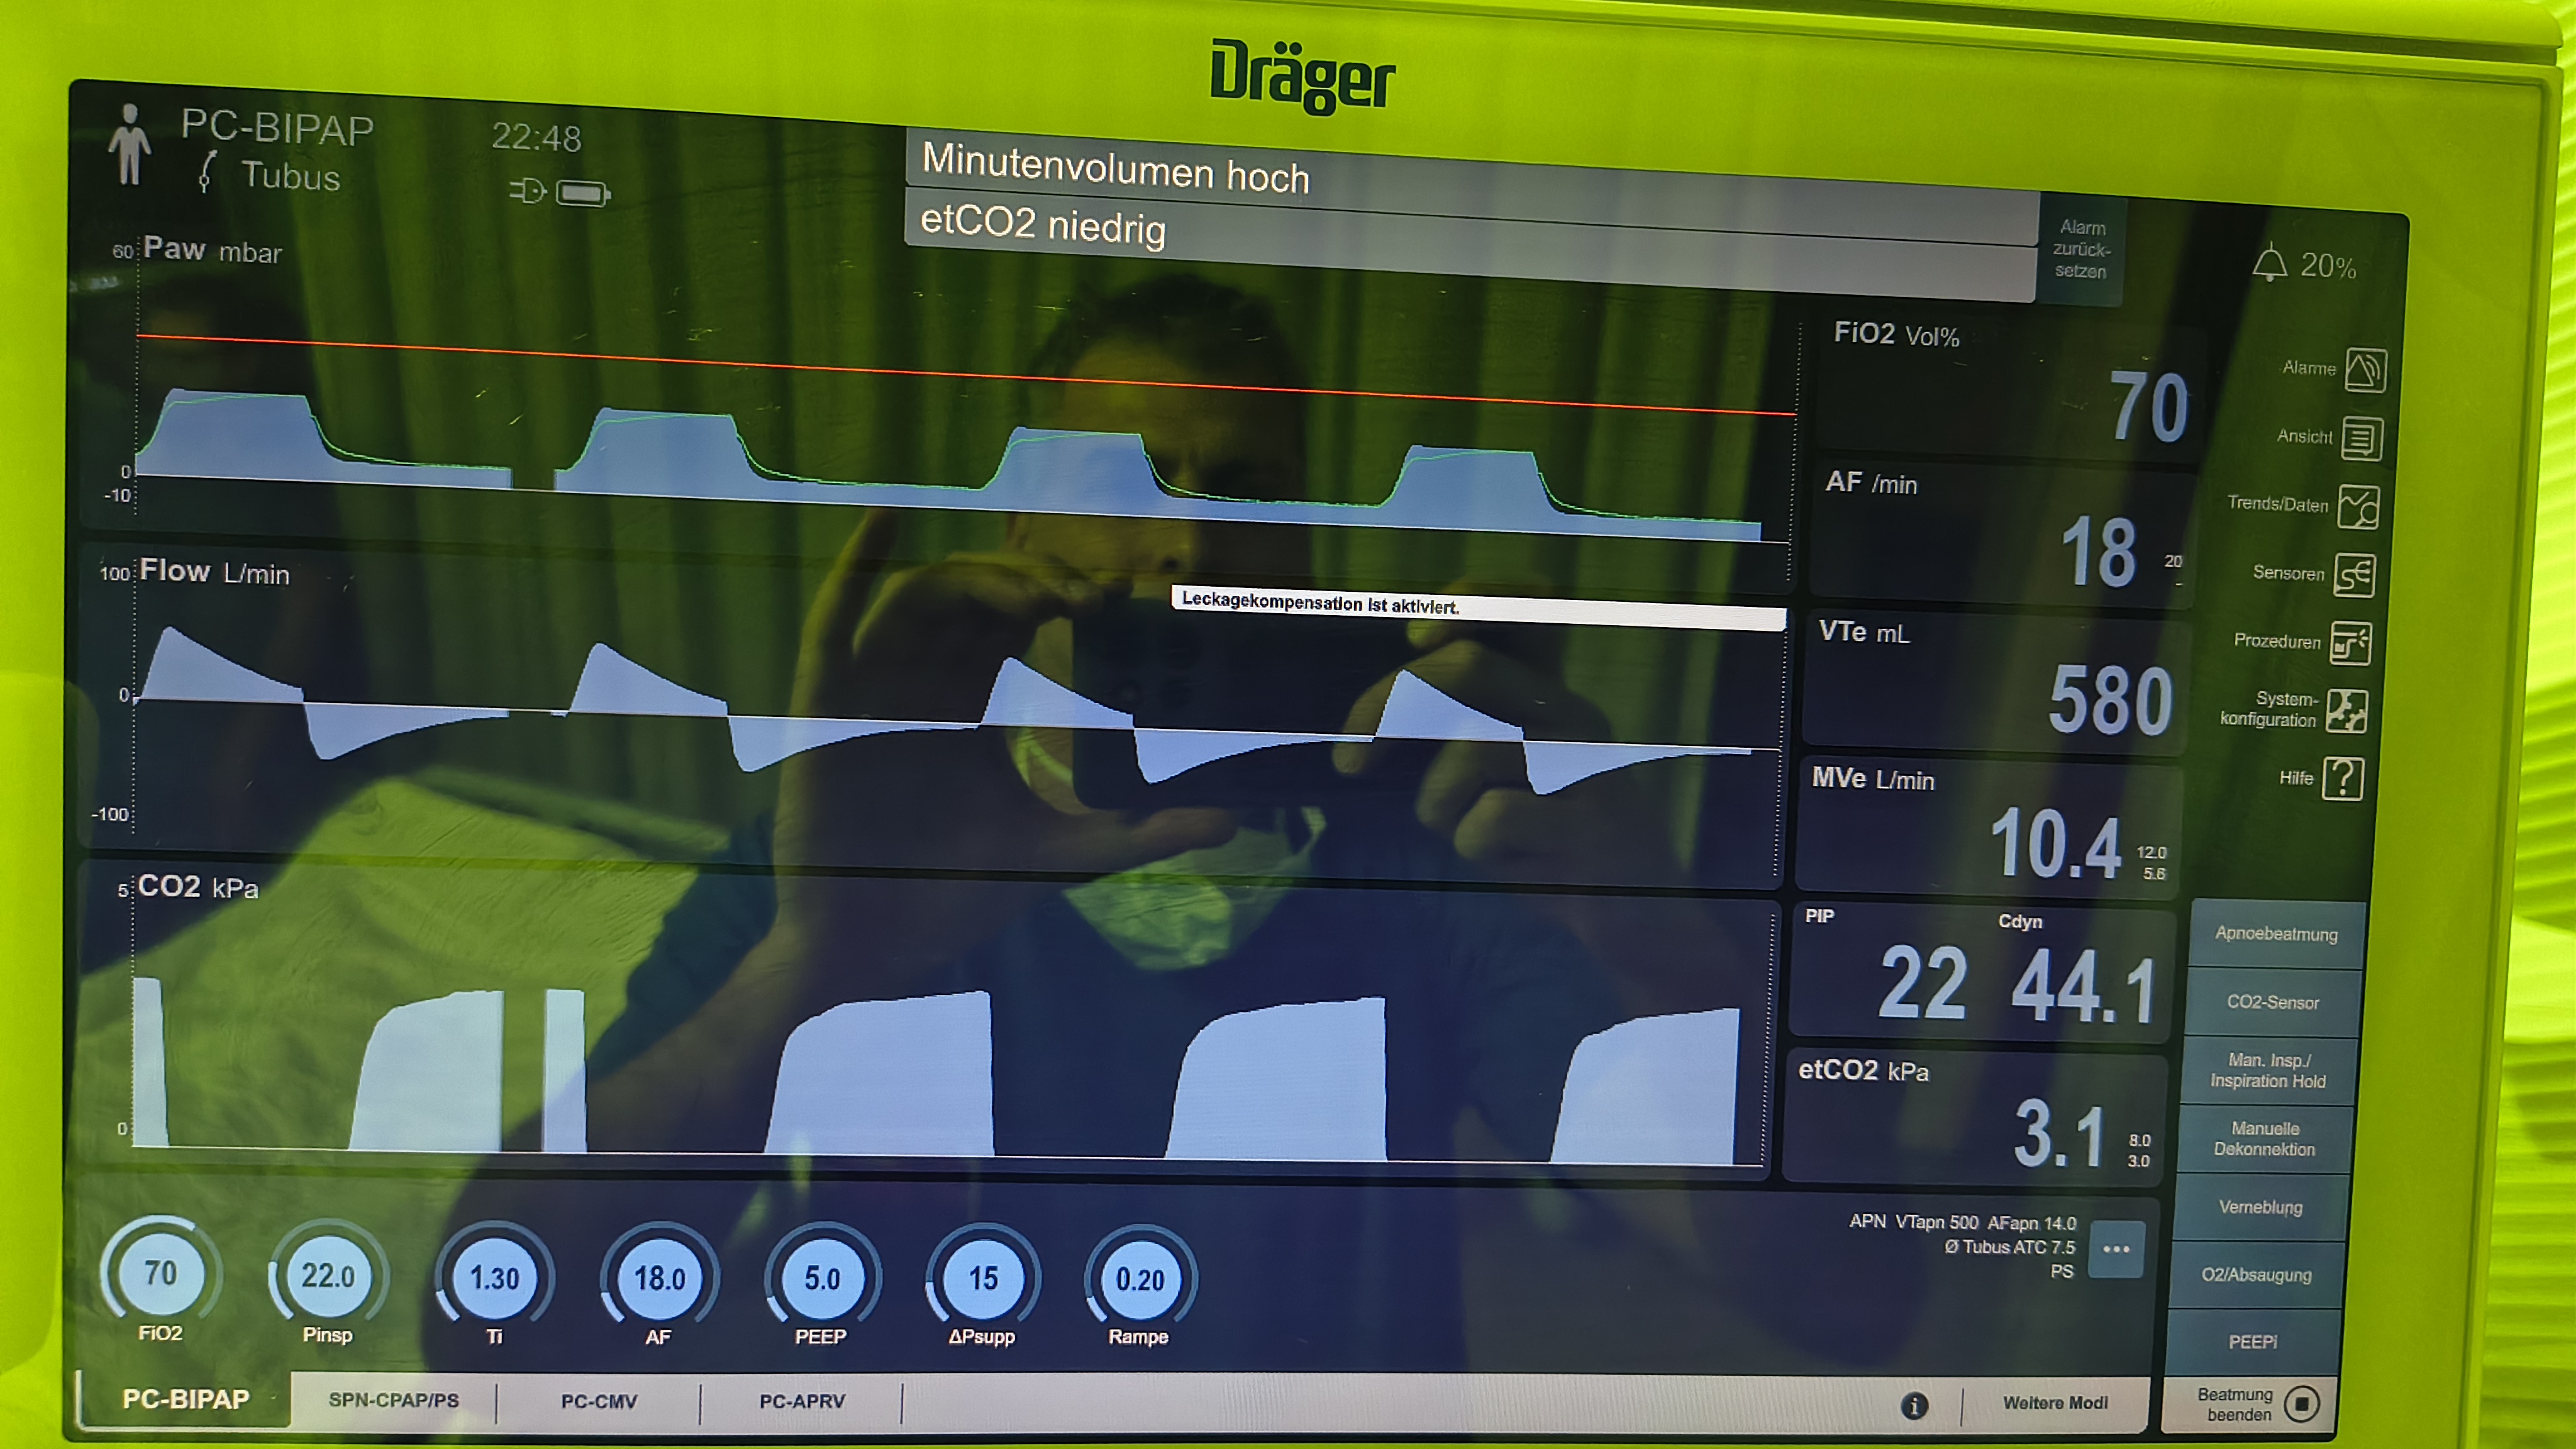 Dräger
PC-BIPAP
Tubus
22:48
Minutenvolumen hoch
etCO2 niedrig
Alarm
zurück-
setzen
20%
60 Paw mbar
0
-10
100 Flow L/min
0
-100
Leckagekompensation ist aktiviert.
5 CO2 kPa
0
FiO2 Vol%
70
AF /min
18
20
-
VTe mL
580
MVe L/min
10.4
12.0
5.6
PIP
22
Cdyn
44.1
etCO2 kPa
3.1
8.0
3.0
Alarme
Ansicht
Trends/Daten
Sensoren
Prozeduren
System-
konfiguration
Hilfe
?
Apnoebeatmung
CO2-Sensor
Man. Insp./
Inspiration Hold
Manuelle
Dekonnektion
Verneblung
O2/Absaugung
PEEPi
Beatmung
beenden
70
FiO2
22.0
Pinsp
1.30
Ti
18.0
AF
5.0
PEEP
15
ΔPsupp
0.20
Rampe
APN VTapn 500 AFapn 14.0
Ø Tubus ATC 7.5
PS
...
PC-BIPAP
SPN-CPAP/PS
PC-CMV
PC-APRV
i
Weitere Modi